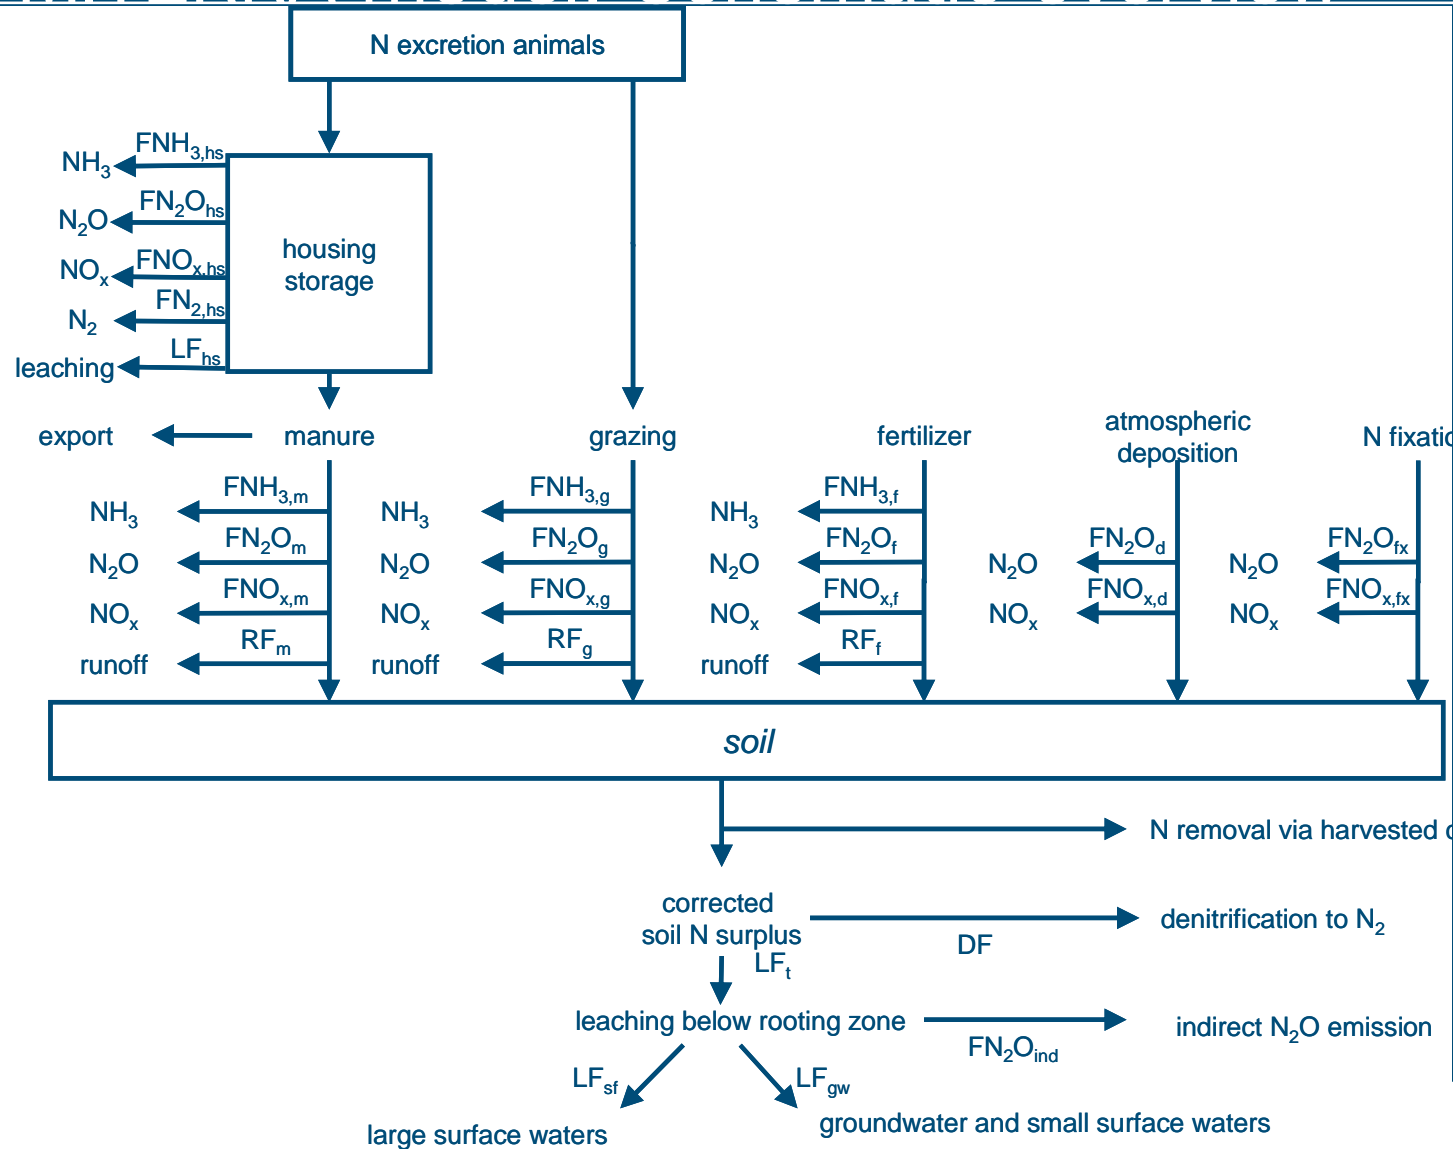 N excretion animals
FNH3,hs
NH3
FN2Ohs
N2O
housing
storage
FNOx,hs
NOx
FN2,hs
N2
LFhs
leaching
export
manure
grazing
fertilizer
atmospheric
deposition
N
FNH3,m
FNH3,g
FNH3,f
NH3
NH3
NH3
FN2Om
FN2Og
FN2Of
FN2Od
FN2Ofx
N2O
N2O
N2O
N2O
N2O
FNOx,m
FNOx,g
FNOx,f
FNOx,d
FNOx,fx
NOx
NOx
NOx
NOx
NOx
RFm
RFg
RFf
runoff
runoff
runoff
soil
N removal via harvested
corrected
soil N surplus
denitrification to N2
DF
LFt
leaching below rooting zone
indirect N2O emission
FN2Oind
LFsf
LFgw
large surface waters
groundwater and small surface waters